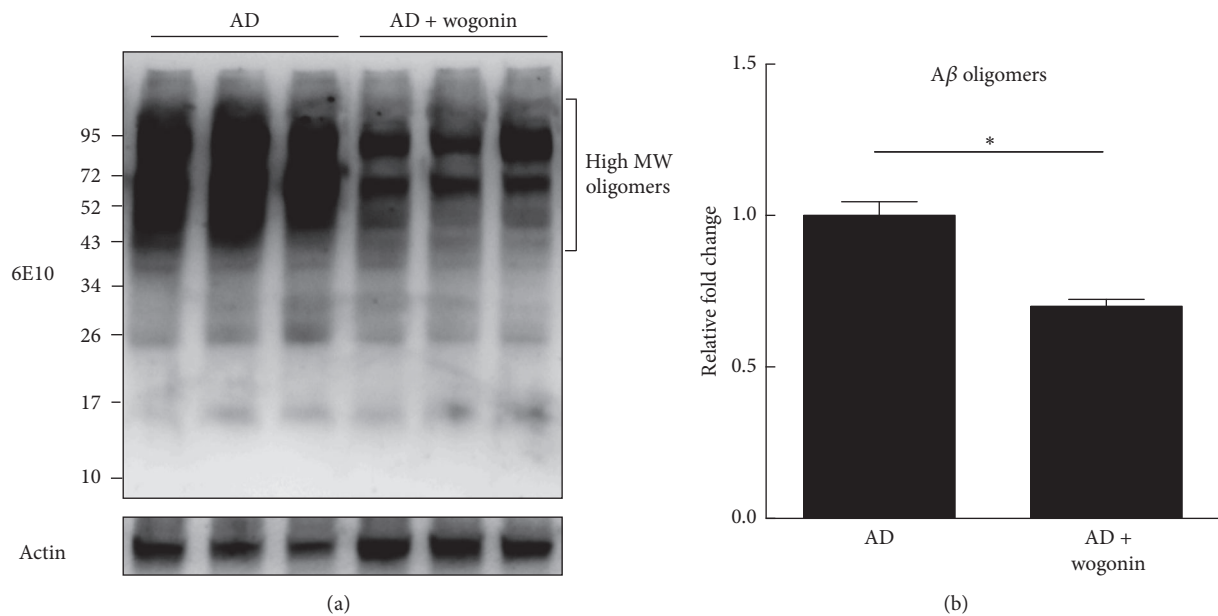 AD
AD + wogonin
95
72
52
43
34
26
17
10
6E10
High MW
oligomers
Actin
(a)
Aβ oligomers
*
1.5
1.0
0.5
0.0
Relative fold change
AD
AD +
wogonin
(b)